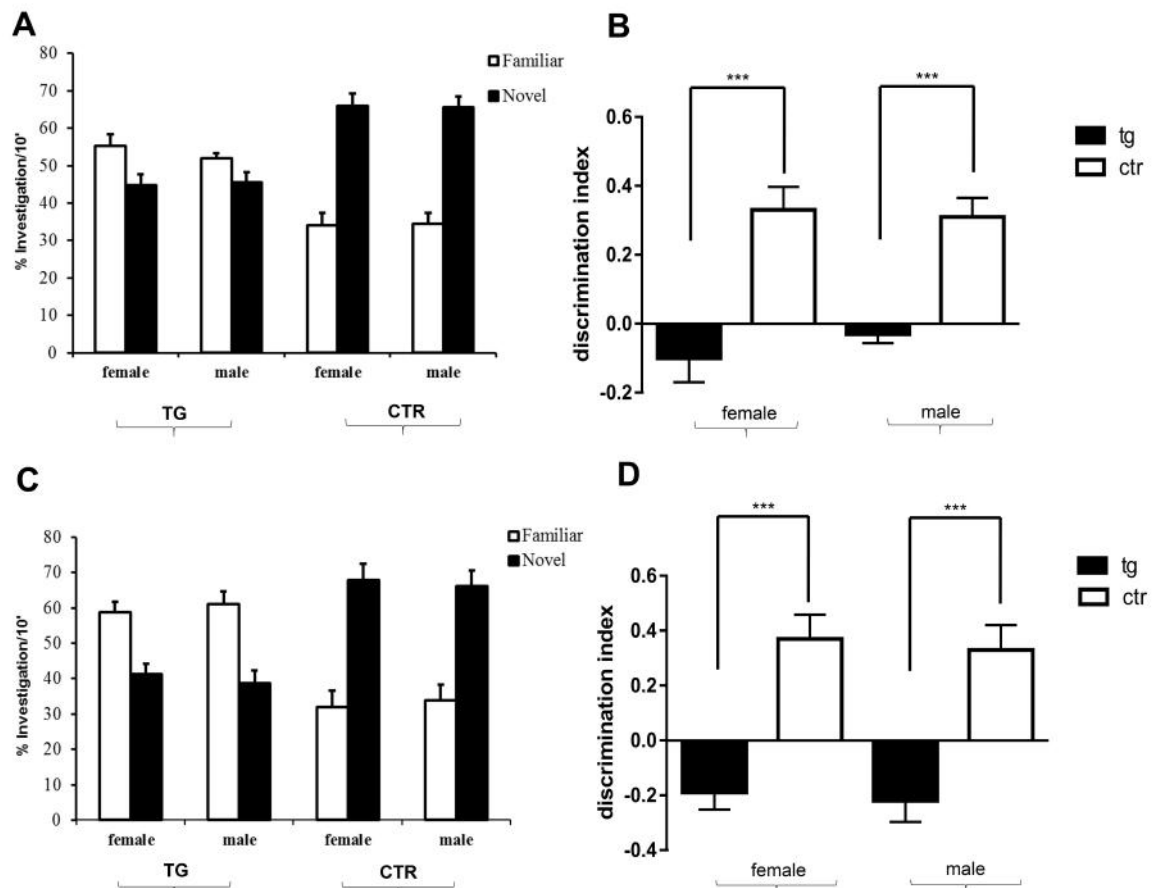 A
% Investigation/10'
80
70
60
50
40
30
20
10
0
Familiar
Novel
female male female male
TG CTR
B
discrimination index
0.6
0.4
0.2
0.0
-0.2
*** ***
tg
ctr
female male
C
% Investigation/10'
80
70
60
50
40
30
20
10
0
Familiar
Novel
female male female male
TG CTR
D
discrimination index
0.6
0.4
0.2
0.0
-0.2
-0.4
*** ***
tg
ctr
female male